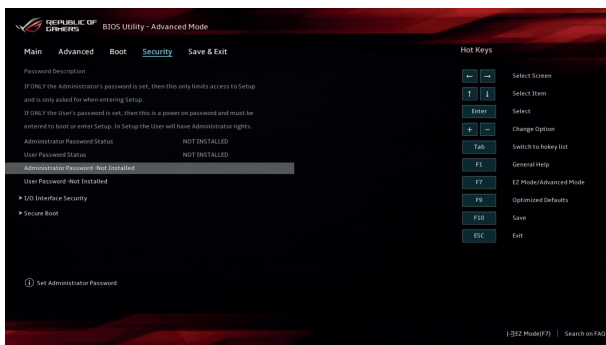 REPUBLIC OF
GAMERS
BIOS Utility - Advanced Mode
Main Advanced Boot Security Save & Exit
Hot Keys
Password Description
If ONLY the Administrator's password is set, then this only limits access to Setup
and is only asked for when entering Setup.
If ONLY the User's password is set, then this is a power on password and must be
entered to boot or enter Setup. In Setup the User will have Administrator rights.
Administrator Password Status NOT INSTALLED
User Password Status NOT INSTALLED
Administrator Password -Not Installed
User Password -Not Installed
> I/O Interface Security
> Secure Boot
← → Select Screen
↑ ↓ Select Item
Enter Select
+ − Change Option
Tab Switch to hokey list
F1 General Help
F7 EZ Mode/Advanced Mode
F9 Optimized Defaults
F10 Save
ESC Exit
Set Administrator Password
EZ Mode(F7) | Search on FAQ